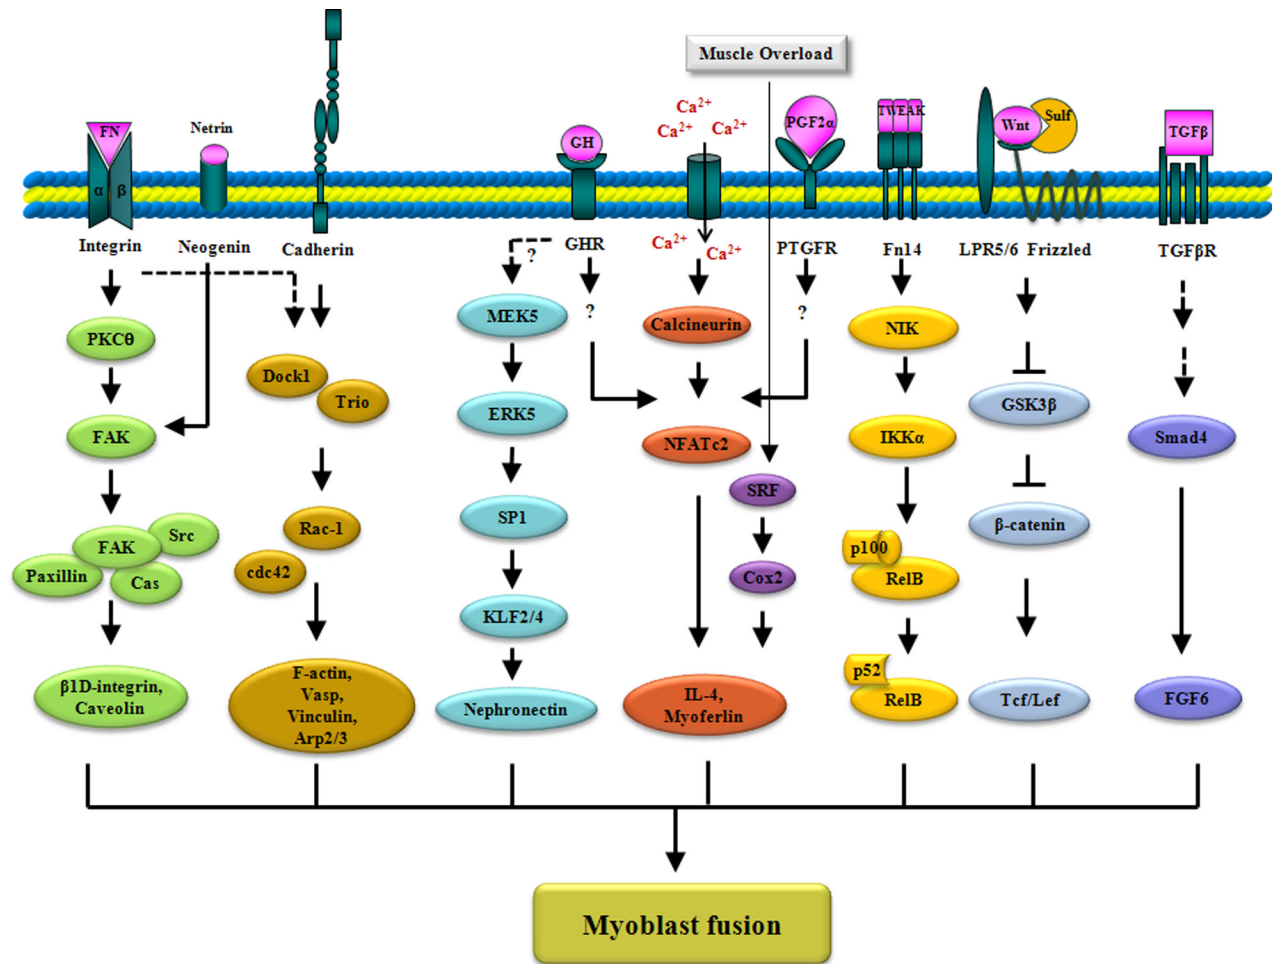 Muscle Overload
Ca²⁺
Ca²⁺
Ca²⁺
FN
α
β
Netrin
GH
PGF2α
TWEAK
Wnt
Sulf
TGFβ
Integrin
Neogenin
Cadherin
GHR
Ca²⁺
Ca²⁺
PTGFR
Fn14
LPR5/6 Frizzled
TGFβR
?
?
?
PKCθ
Dock1
Trio
MEK5
Calcineurin
NIK
GSK3β
FAK
ERK5
NFATc2
IKKα
Smad4
SRF
FAK
Src
Paxillin
Cas
Rac-1
cdc42
SP1
Cox2
p100
RelB
β-catenin
KLF2/4
β1D-integrin,
Caveolin
F-actin,
Vasp,
Vinculin,
Arp2/3
Nephronectin
IL-4,
Myoferlin
p52
RelB
Tcf/Lef
FGF6
Myoblast fusion